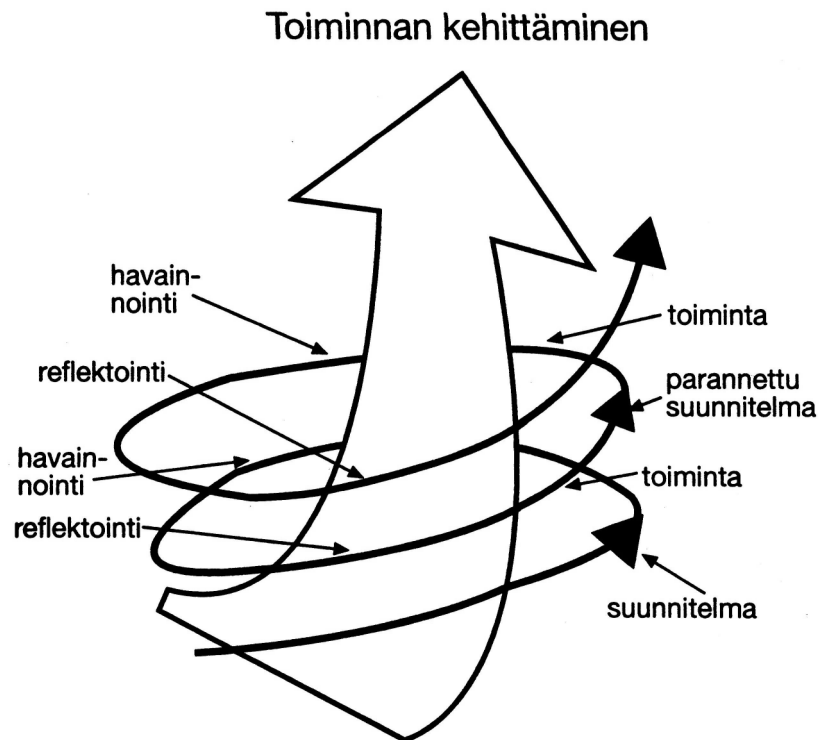 Toiminnan kehittäminen
havain-
nointi
toiminta
reflektointi
parannettu
suunnitelma
havain-
nointi
toiminta
reflektointi
suunnitelma